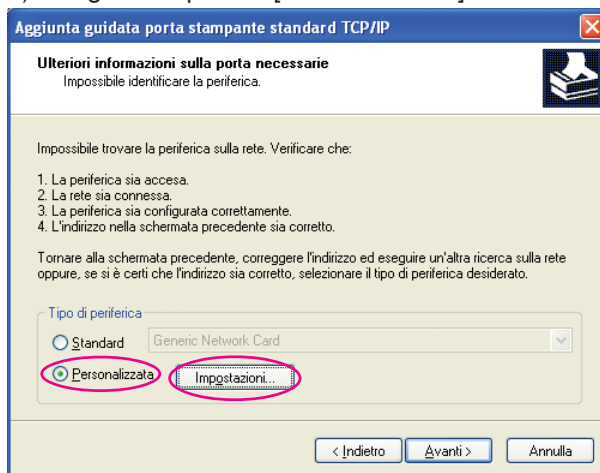 Aggiunta guidata porta stampante standard TCP/IP
Ulteriori informazioni sulla porta necessarie
Impossibile identificare la periferica.
Impossibile trovare la periferica sulla rete. Verificare che:
1. La periferica sia accesa.
2. La rete sia connessa.
3. La periferica sia configurata correttamente.
4. L'indirizzo nella schermata precedente sia corretto.
Tornare alla schermata precedente, correggere l'indirizzo ed eseguire un'altra ricerca sulla rete
oppure, se si è certi che l'indirizzo sia corretto, selezionare il tipo di periferica desiderato.
Tipo di periferica
Standard Generic Network Card
Personalizzata Impostazioni...
< Indietro Avanti > Annulla